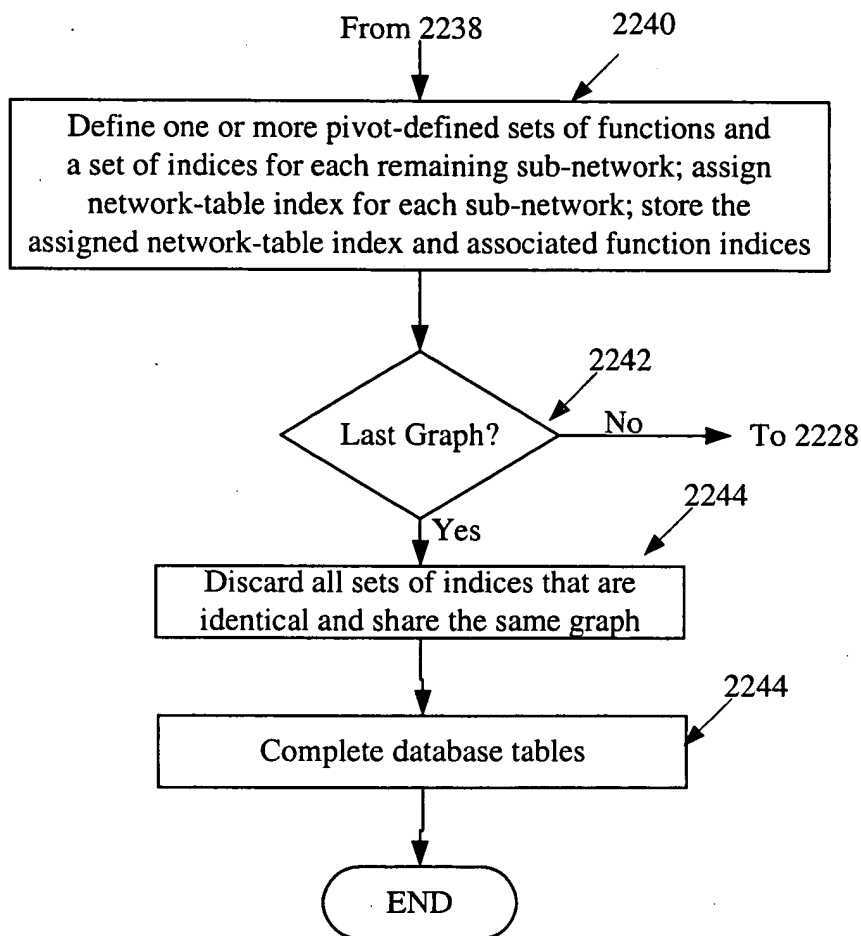 From 2238
2240
Define one or more pivot-defined sets of functions and
a set of indices for each remaining sub-network; assign
network-table index for each sub-network; store the
assigned network-table index and associated function indices
2242
Last Graph?
No
To 2228
Yes
2244
Discard all sets of indices that are
identical and share the same graph
2244
Complete database tables
END